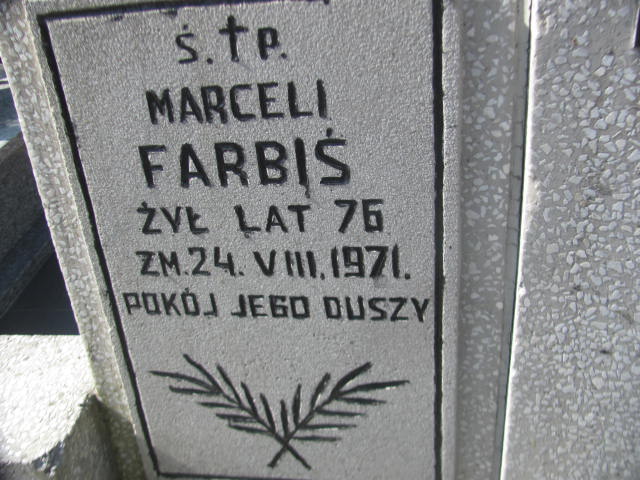 Ś.†P.
MARCELI
FARBIŚ
ŻYŁ LAT 76
ZM. 24. VIII. 1971.
POKÓJ JEGO DUSZY